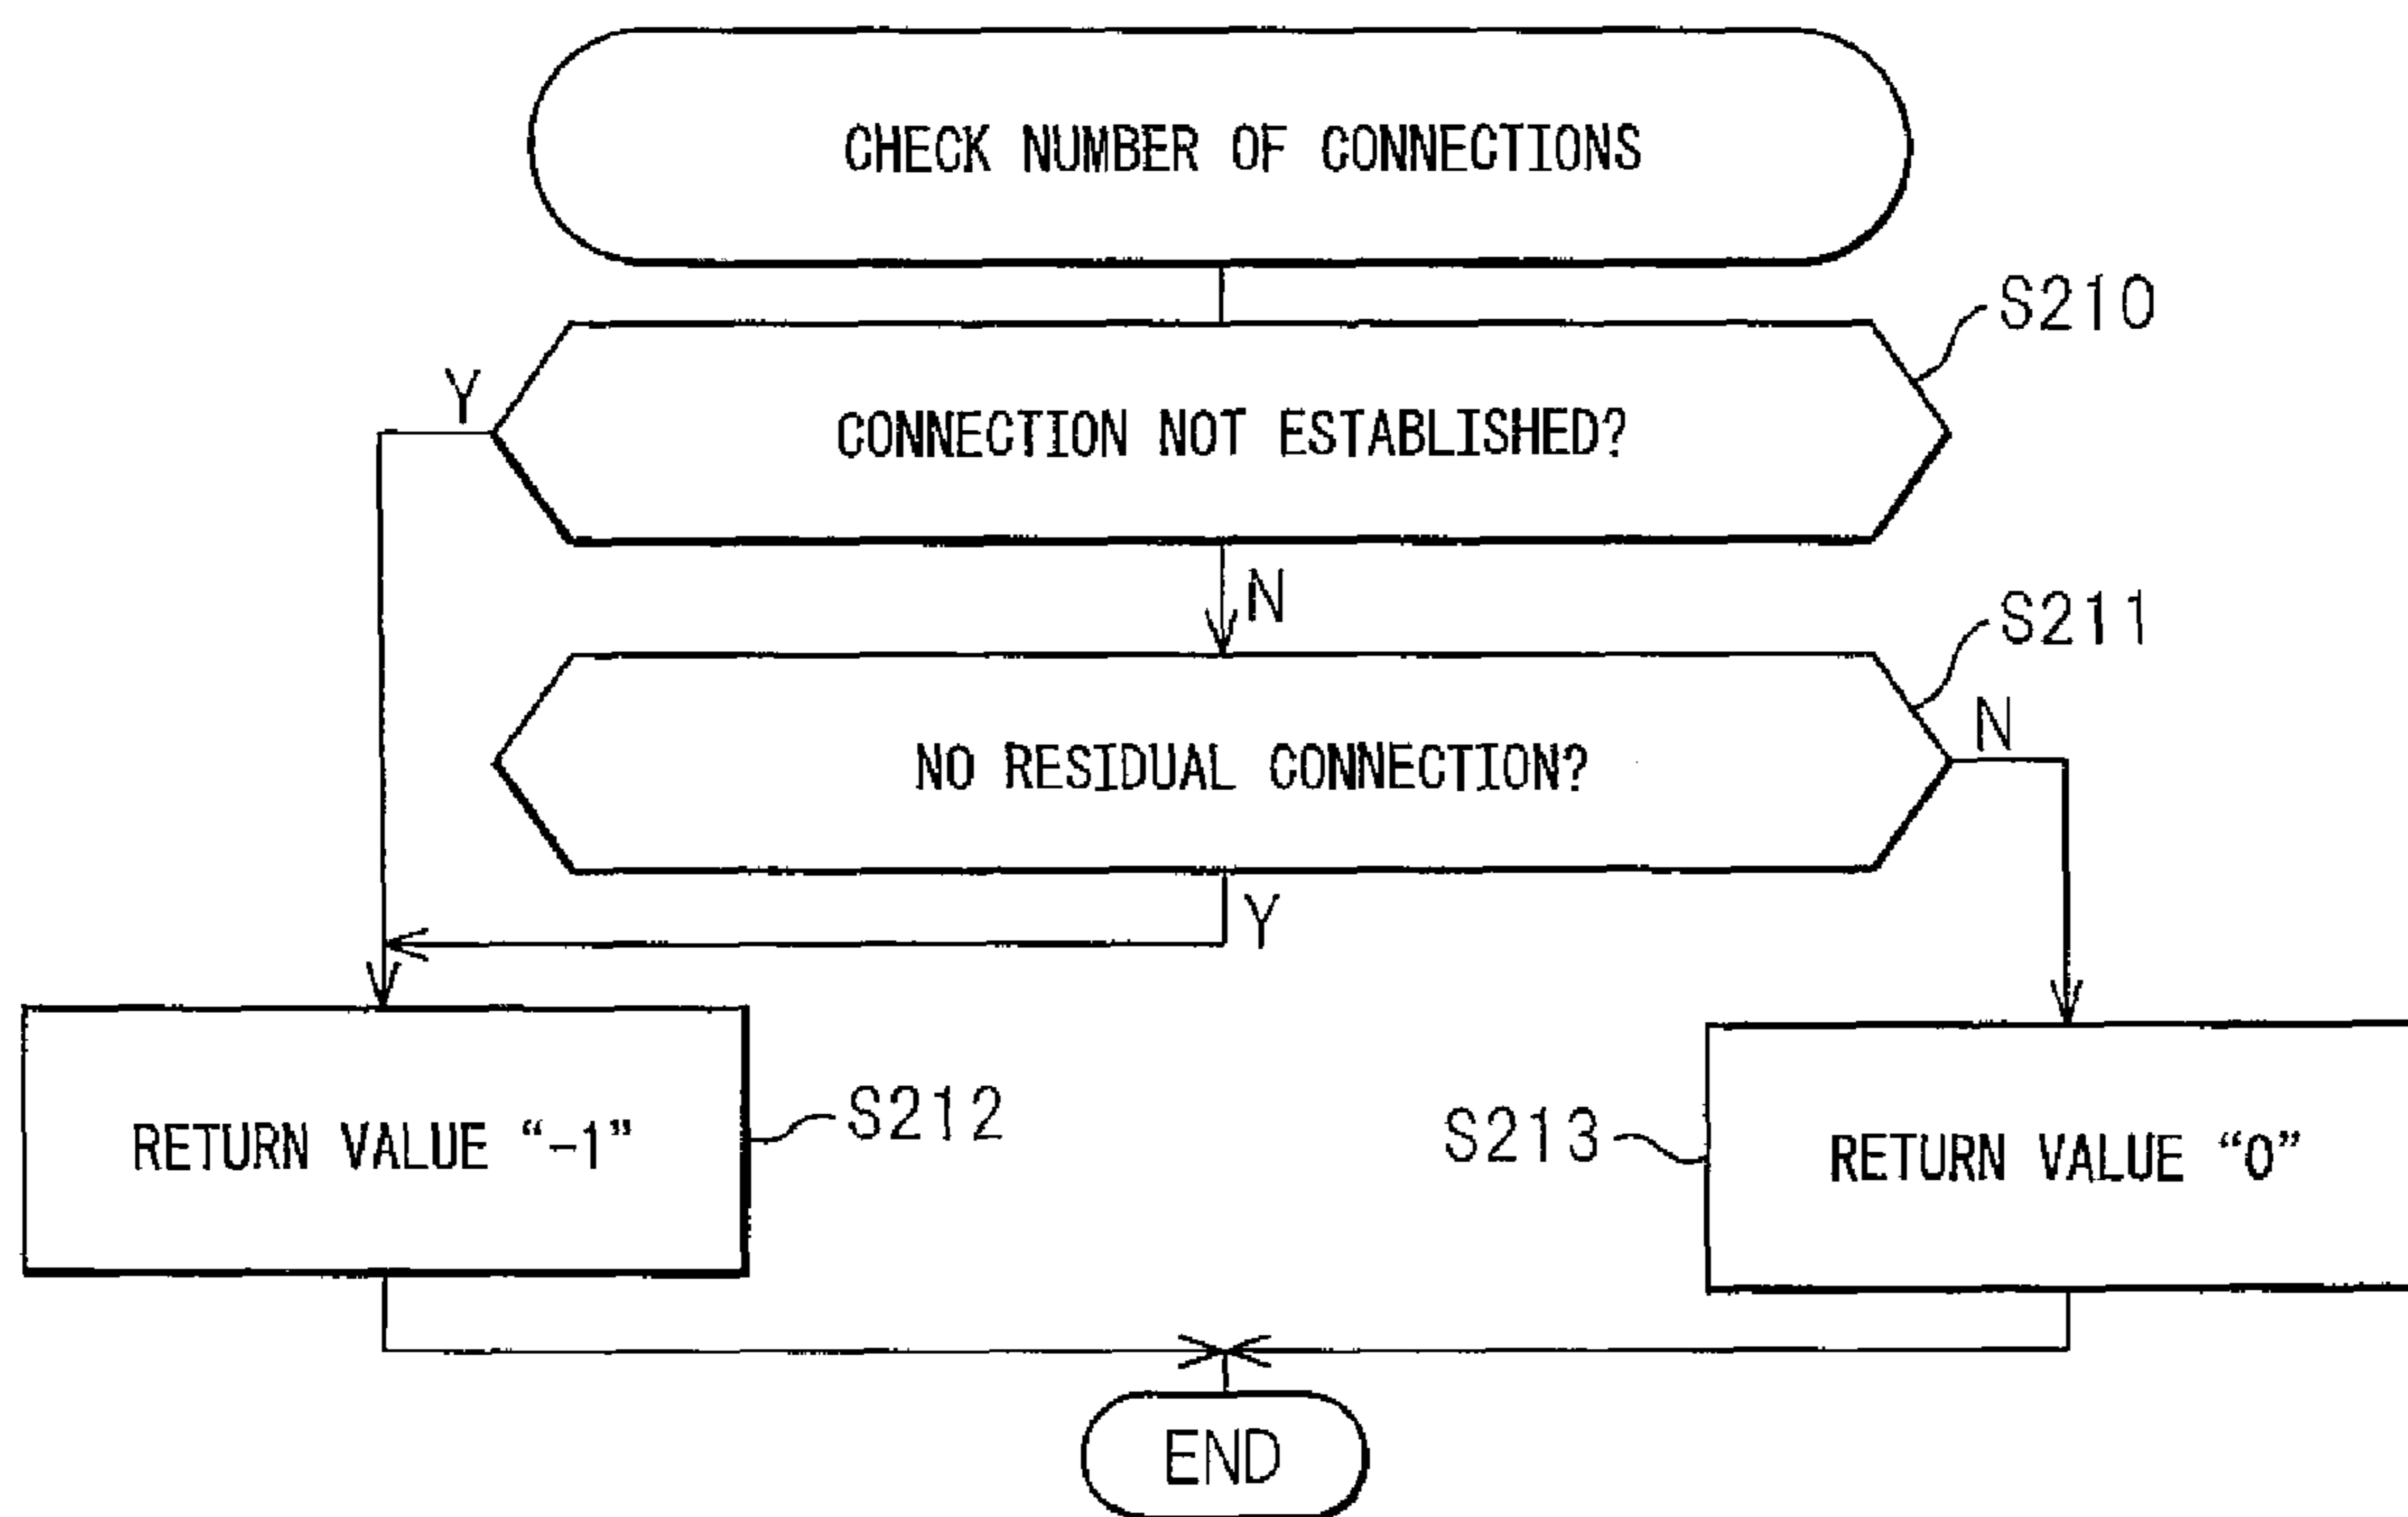 CHECK NUMBER OF CONNECTIONS
S210
Y
CONNECTION NOT ESTABLISHED?
N
S211
N
NO RESIDUAL CONNECTION?
Y
RETURN VALUE “-1”
S212
S213
RETURN VALUE “0”
END